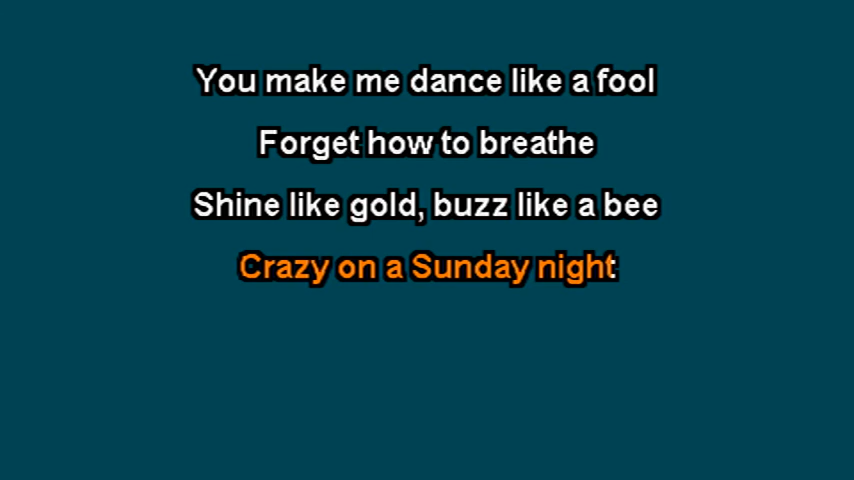 You make me dance like a fool
Forget how to breathe
Shine like gold, buzz like a bee
Crazy on a Sunday night